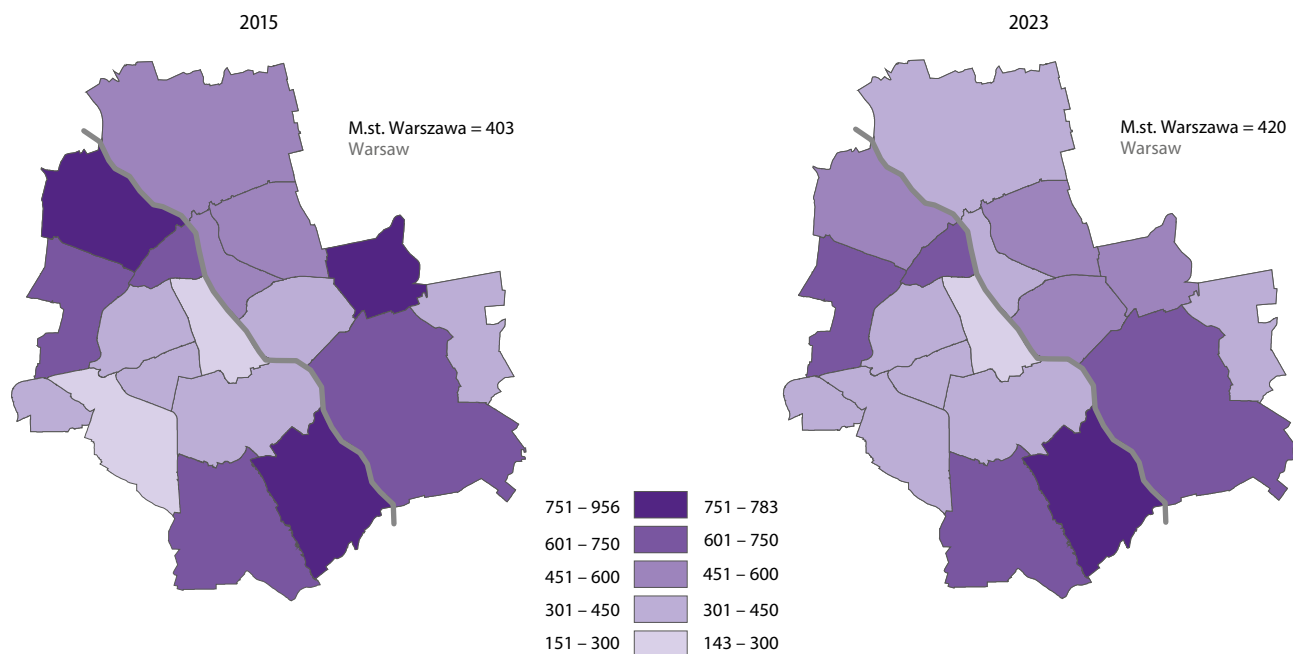 2015
2023
M.st. Warszawa = 403
Warsaw
M.st. Warszawa = 420
Warsaw
751 – 956 751 – 783
601 – 750 601 – 750
451 – 600 451 – 600
301 – 450 301 – 450
151 – 300 143 – 300